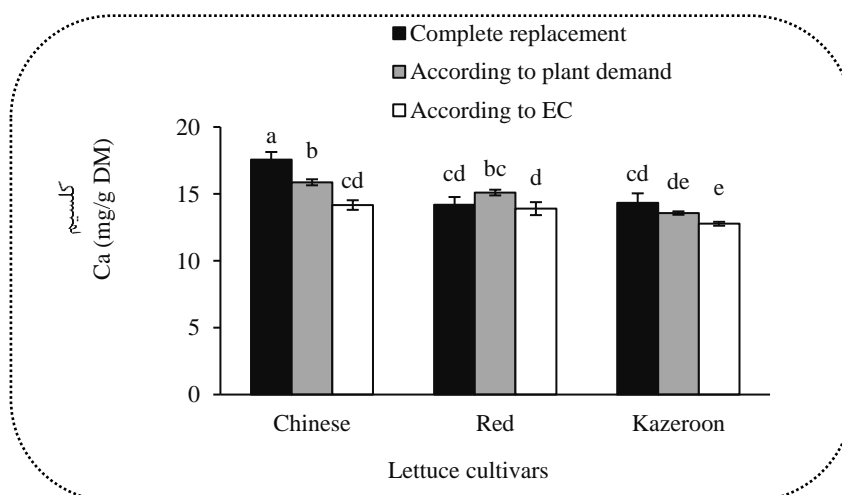 Complete replacement
According to plant demand
According to EC
کلسیم
Ca (mg/g DM)
20
15
10
5
0
a
b
cd
cd
bc
d
cd
de
e
Chinese
Red
Kazeroon
Lettuce cultivars